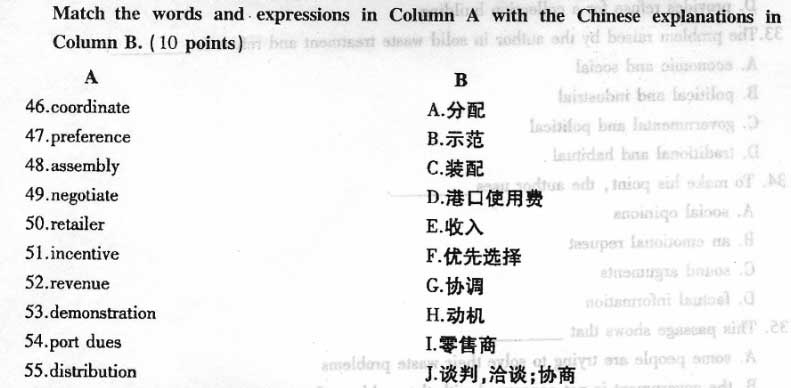 Match the words and expressions in Column A with the Chinese explanations in
Column B. (10 points)
A
B
46.coordinate
A.分配
47.preference
B.示范
48.assembly
C.装配
49.negotiate
D.港口使用费
50.retailer
E.收入
51.incentive
F.优先选择
52.revenue
G.协调
53.demonstration
H.动机
54.port dues
I.零售商
55.distribution
J.谈判,洽谈;协商